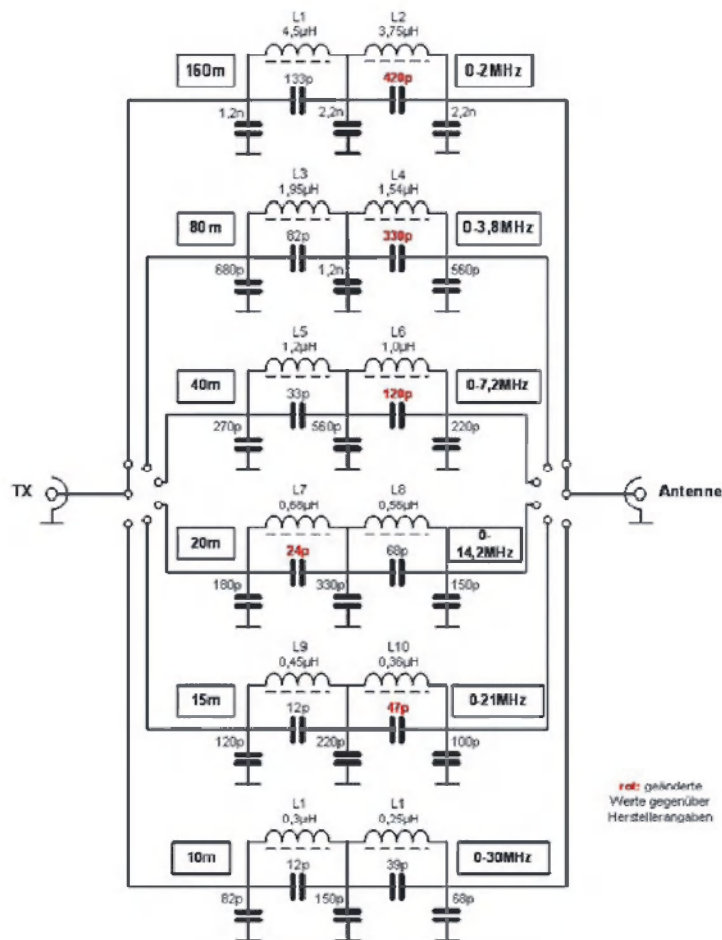 L1 L2
4,5µH 3,75µH
160m 133p 420p 0-2MHz
1,2n 2,2n 2,2n
L3 L4
1,95µH 1,54µH
80m 82p 330p 0-3,8MHz
680p 1,2n 560p
L5 L6
1,2µH 1,0µH
40m 33p 120p 0-7,2MHz
270p 560p 220p
TX Antenne
L7 L8
0,68µH 0,56µH
20m 24p 68p 0-
14,2MHz
180p 330p 150p
L9 L10
0,45µH 0,36µH
15m 12p 47p 0-21MHz
120p 220p 100p
rot: geänderte
Werte gegenüber
Herstellerangaben
L1 L1
0,3µH 0,25µH
10m 12p 39p 0-30MHz
82p 150p 68p